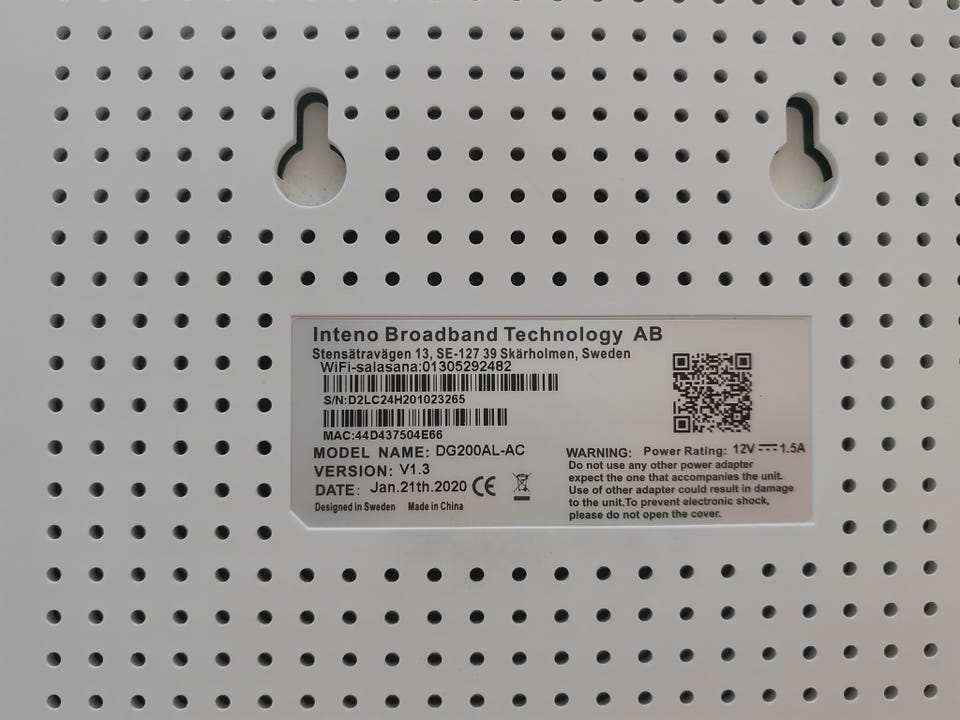 Inteno Broadband Technology AB
Stensätravägen 13, SE-127 39 Skärholmen, Sweden
WiFi-salasana:01305292482
S/N:D2LC24H201023265
MAC:44D437504E66
MODEL NAME: DG200AL-AC
VERSION: V1.3
DATE: Jan.21th.2020 CE
Designed in Sweden Made in China
WARNING: Power Rating: 12V ⎓ 1.5A
Do not use any other power adapter
expect the one that accompanies the unit.
Use of other adapter could result in damage
to the unit.To prevent electronic shock,
please do not open the cover.